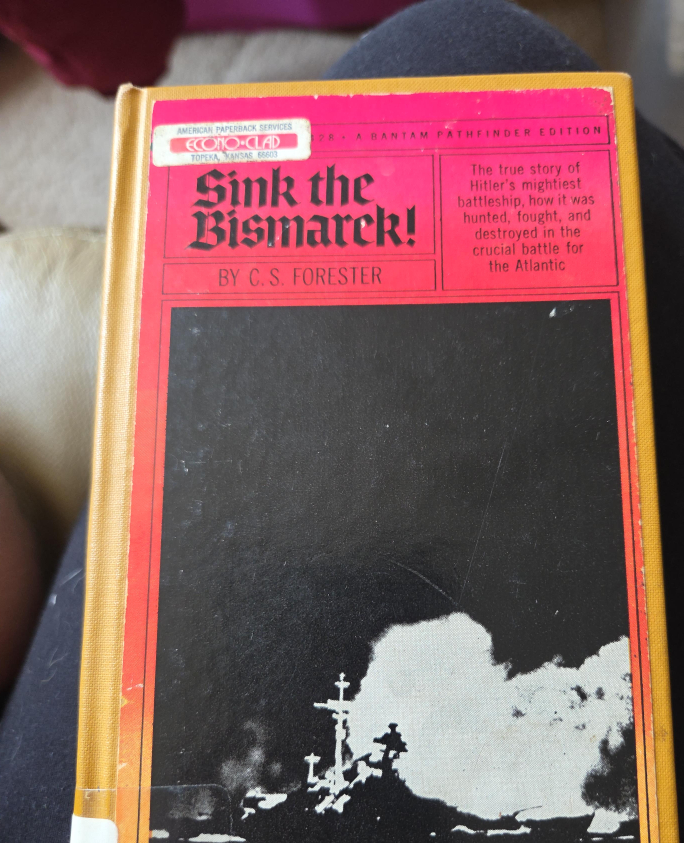 AMERICAN PAPERBACK SERVICES
ECONO-CLAD
TOPEKA, KANSAS 66603
A BANTAM PATHFINDER EDITION
Sink the
Bismarck!
BY C. S. FORESTER
The true story of
Hitler's mightiest
battleship, how it was
hunted, fought, and
destroyed in the
crucial battle for
the Atlantic